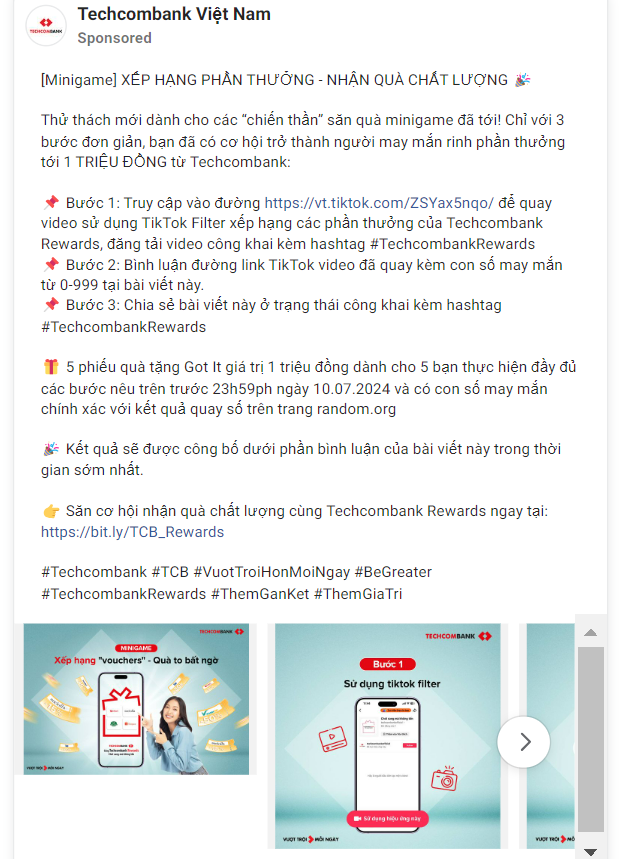 TECHCOMBANK
Techcombank Việt Nam
Sponsored
[Minigame] XẾP HẠNG PHẦN THƯỞNG - NHẬN QUÀ CHẤT LƯỢNG 🎉
Thử thách mới dành cho các “chiến thần” săn quà minigame đã tới! Chỉ với 3
bước đơn giản, bạn đã có cơ hội trở thành người may mắn rinh phần thưởng
tới 1 TRIỆU ĐỒNG từ Techcombank:
📌 Bước 1: Truy cập vào đường https://vt.tiktok.com/ZSYax5nqo/ để quay
video sử dụng TikTok Filter xếp hạng các phần thưởng của Techcombank
Rewards, đăng tải video công khai kèm hashtag #TechcombankRewards
📌 Bước 2: Bình luận đường link TikTok video đã quay kèm con số may mắn
từ 0-999 tại bài viết này.
📌 Bước 3: Chia sẻ bài viết này ở trạng thái công khai kèm hashtag
#TechcombankRewards
🎁 5 phiếu quà tặng Got It giá trị 1 triệu đồng dành cho 5 bạn thực hiện đầy đủ
các bước nêu trên trước 23h59ph ngày 10.07.2024 và có con số may mắn
chính xác với kết quả quay số trên trang random.org
🎉 Kết quả sẽ được công bố dưới phần bình luận của bài viết này trong thời
gian sớm nhất.
👉 Săn cơ hội nhận quà chất lượng cùng Techcombank Rewards ngay tại:
https://bit.ly/TCB_Rewards
#Techcombank #TCB #VuotTroiHonMoiNgay #BeGreater
#TechcombankRewards #ThemGanKet #ThemGiaTri
TECHCOMBANK
MINIGAME
Xếp hạng "vouchers" - Quà to bất ngờ
TECHCOMBANK
VƯỢT TRỘI MỖI NGÀY
TECHCOMBANK
Bước 1
Sử dụng tiktok filter
Sử dụng hiệu ứng này
VƯỢT TRỘI MỖI NGÀY
VƯỢT TRỘI